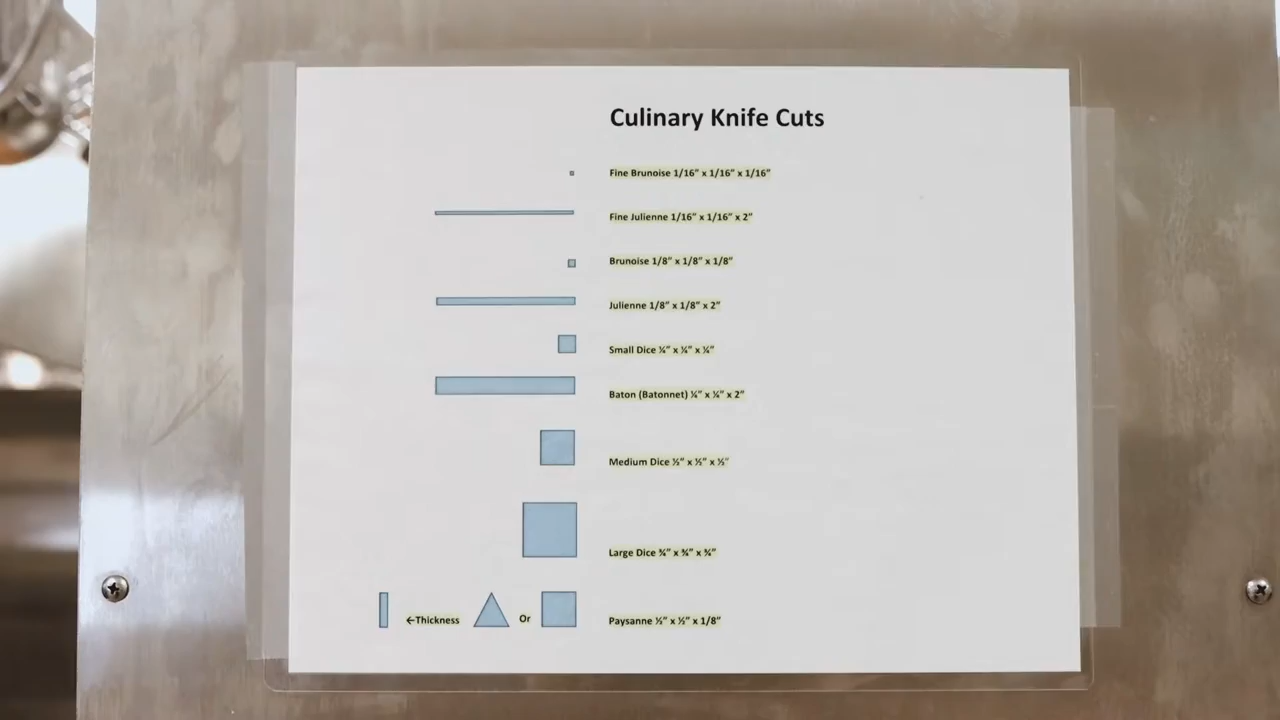 Culinary Knife Cuts
Fine Brunoise 1/16” x 1/16” x 1/16”
Fine Julienne 1/16” x 1/16” x 2”
Brunoise 1/8” x 1/8” x 1/8”
Julienne 1/8” x 1/8” x 2”
Small Dice ¼” x ¼” x ¼”
Baton (Batonnet) ¼” x ¼” x 2”
Medium Dice ½” x ½” x ½”
Large Dice ¾” x ¾” x ¾”
←Thickness Or Paysanne ½” x ½” x 1/8”